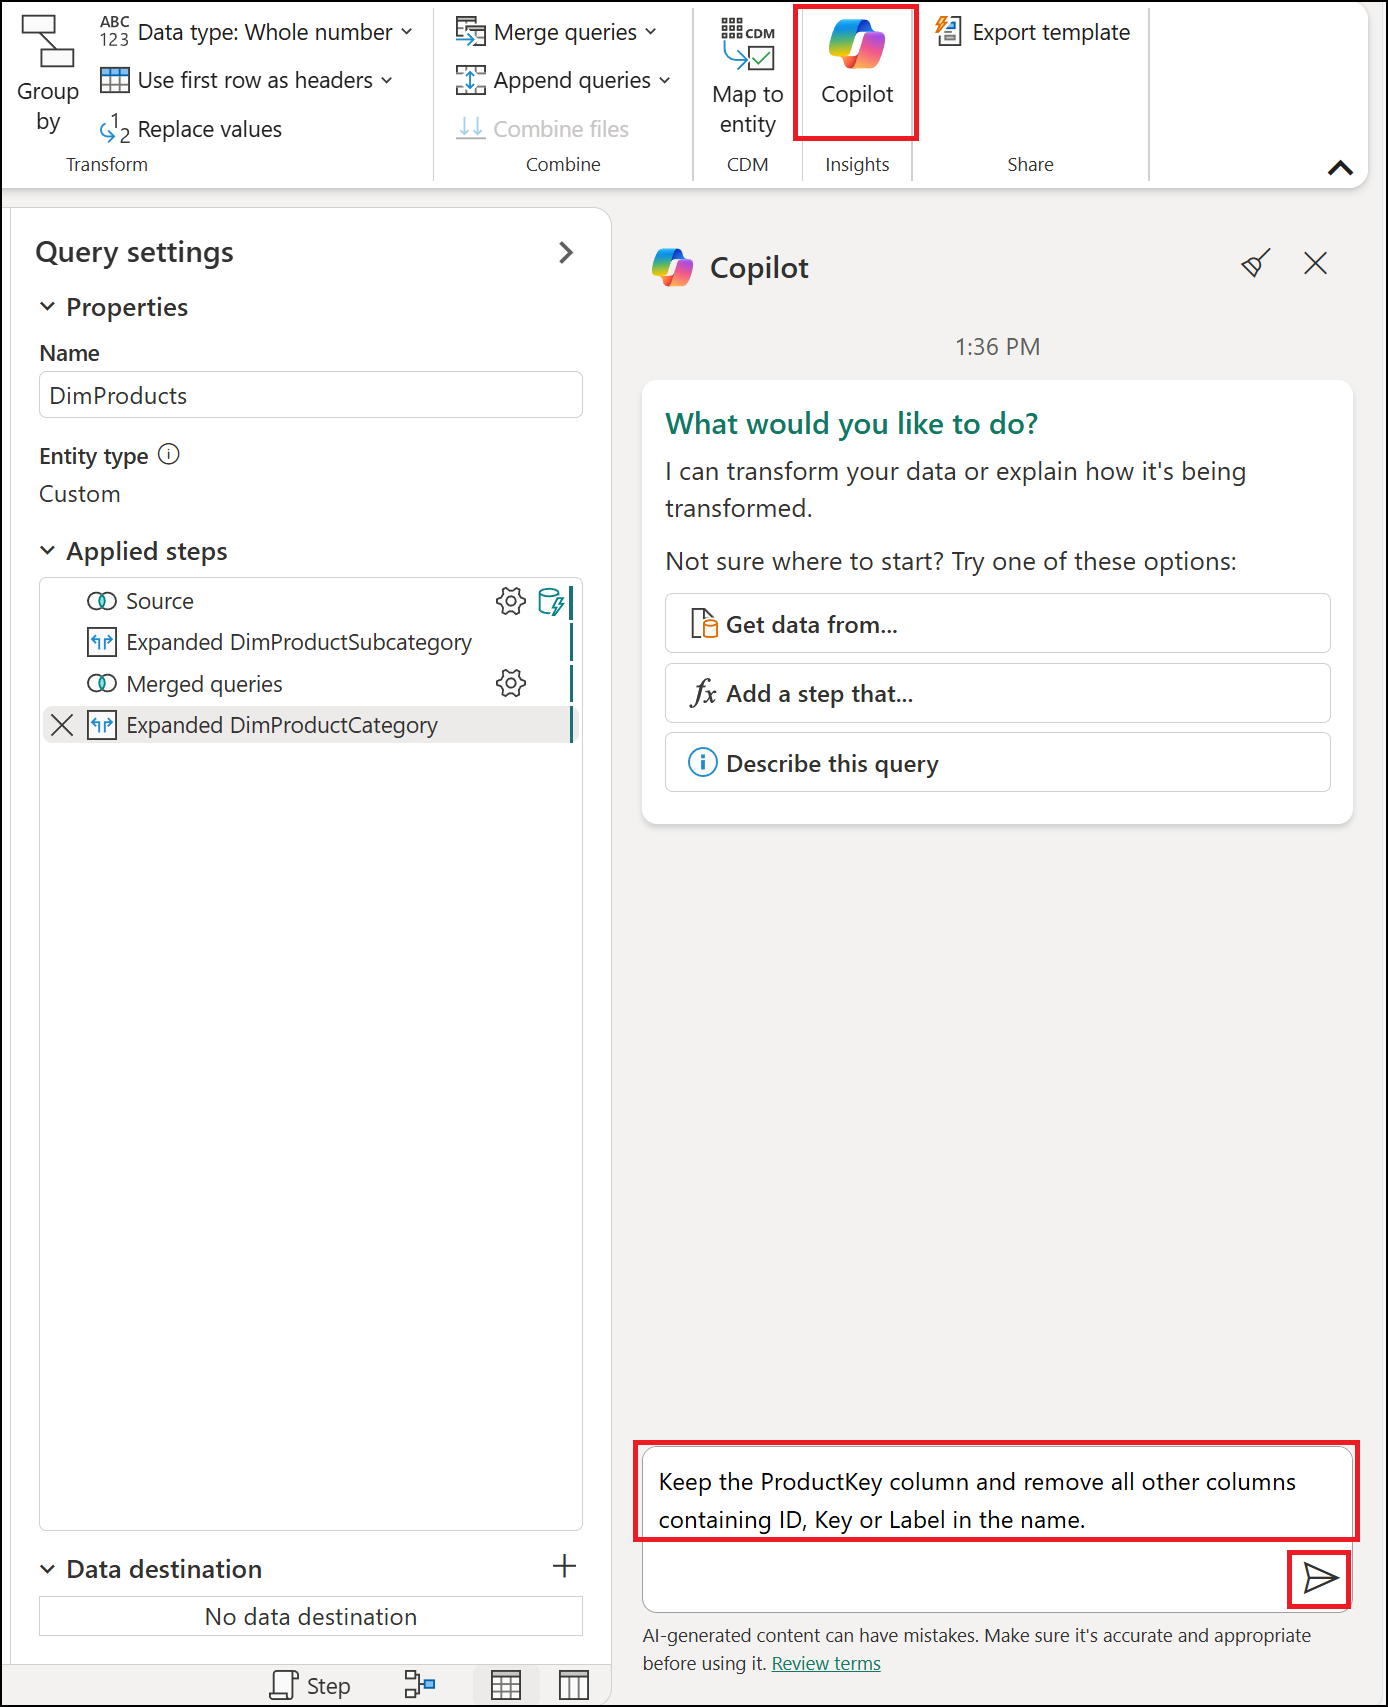 Group
by
ABC
123
Data type: Whole number
Use first row as headers
1
2
Replace values
Transform
Merge queries
Append queries
Combine files
Combine
CDM
Map to
entity
CDM
Copilot
Insights
Export template
Share
Query settings
Properties
Name
DimProducts
Entity type
Custom
Applied steps
Source
Expanded DimProductSubcategory
Merged queries
Expanded DimProductCategory
Data destination
No data destination
Step
Copilot
1:36 PM
What would you like to do?
I can transform your data or explain how it's being
transformed.
Not sure where to start? Try one of these options:
Get data from...
fx Add a step that...
Describe this query
Keep the ProductKey column and remove all other columns
containing ID, Key or Label in the name.
AI-generated content can have mistakes. Make sure it's accurate and appropriate
before using it. Review terms